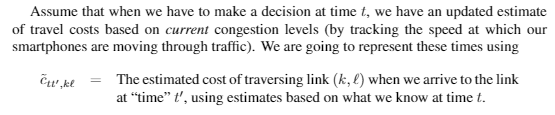 Assume that when we have to make a decision at time t, we have an updated estimate
of travel costs based on current congestion levels (by tracking the speed at which our
smartphones are moving through traffic). We are going to represent these times using
c̃tt′,kℓ = The estimated cost of traversing link (k, ℓ) when we arrive to the link
at “time” t′, using estimates based on what we know at time t.